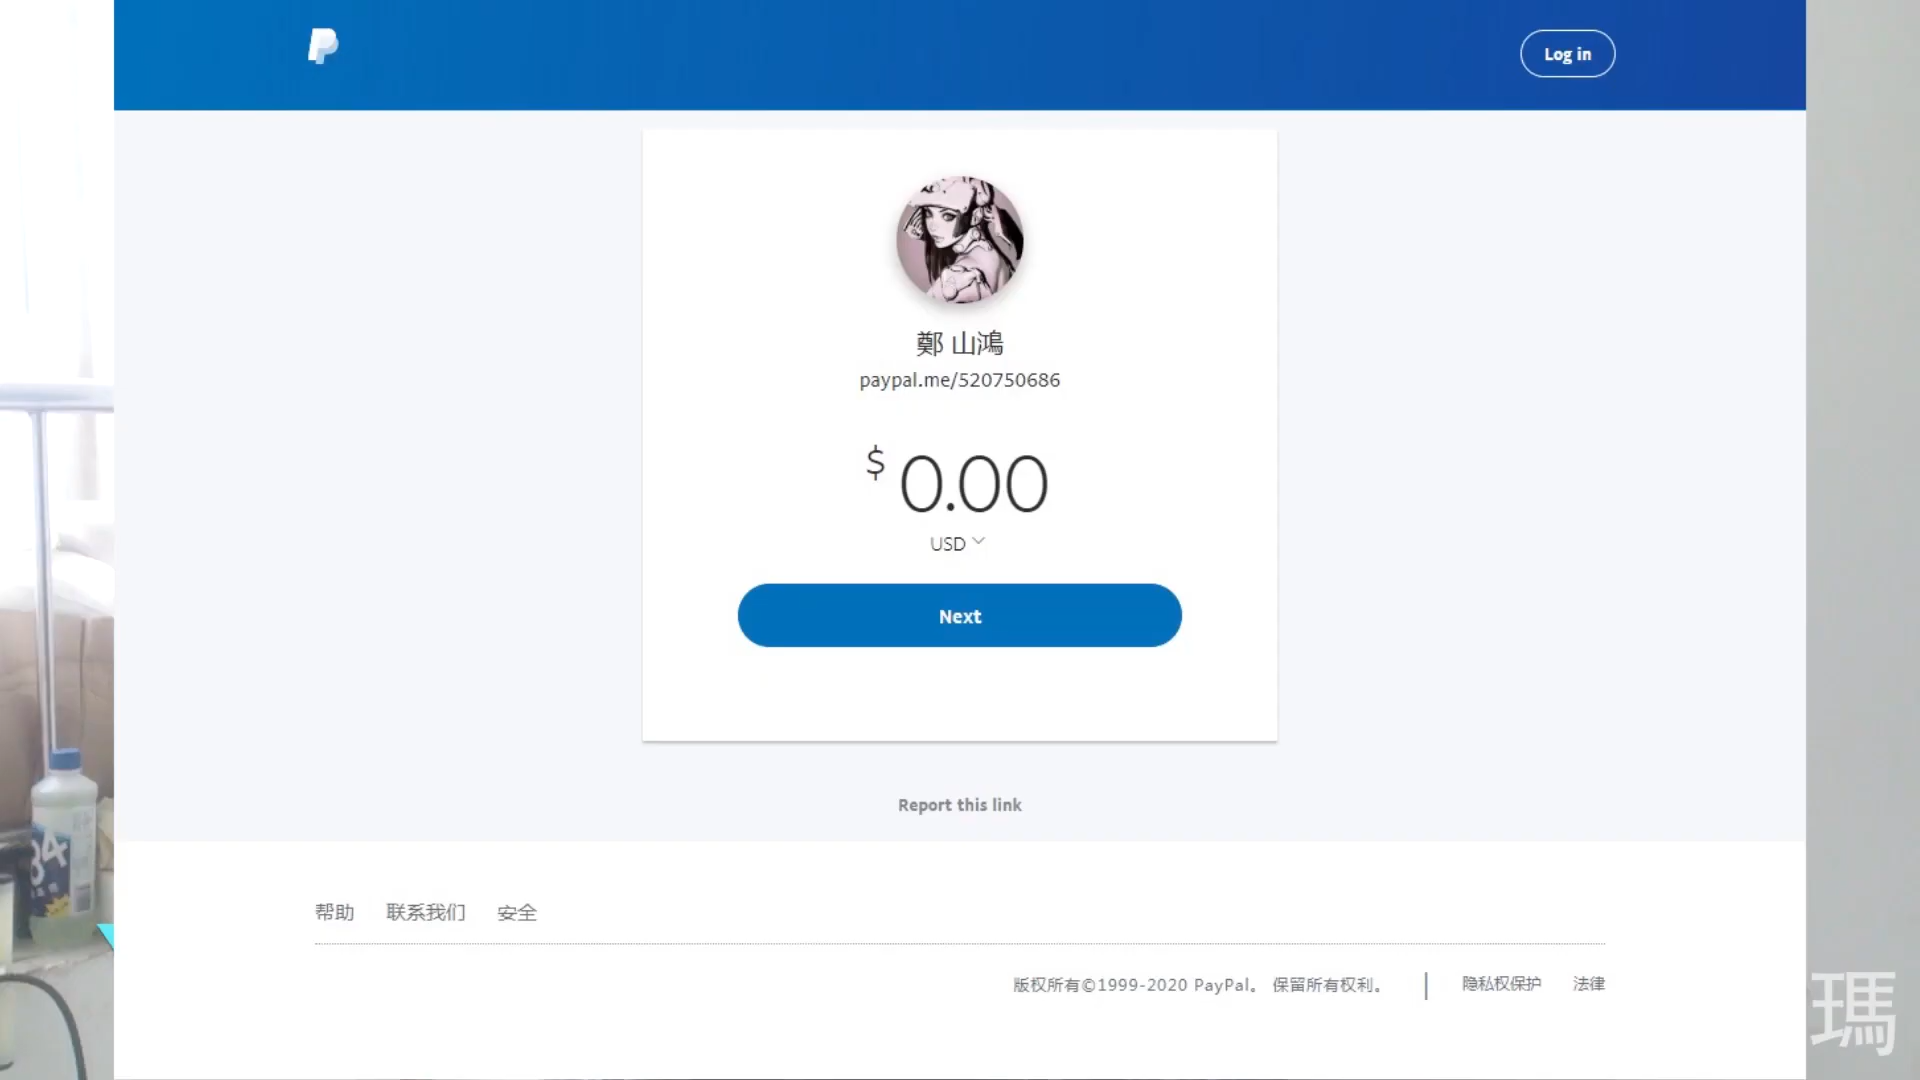 Log in
鄭 山鴻
paypal.me/520750686
$ 0.00
USD
Next
Report this link
帮助 联系我们 安全
版权所有©1999-2020 PayPal。 保留所有权利。 | 隐私权保护 法律
84
瑪